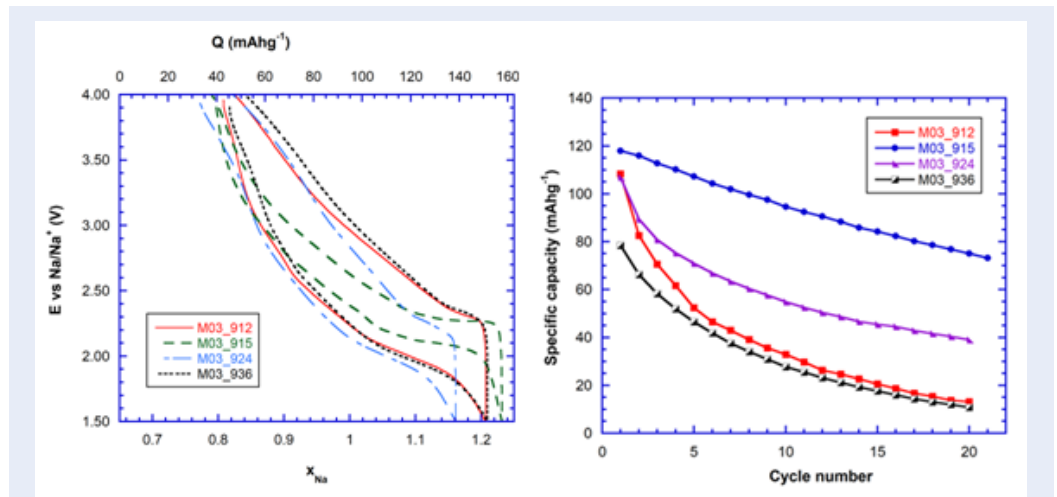 Q (mAhg⁻¹)
0 20 40 60 80 100 120 140 160
4.00
3.50
3.00
2.50
2.00
1.50
E vs Na/Na⁺ (V)
M03_912
M03_915
M03_924
M03_936
0.7 0.8 0.9 1 1.1 1.2
xNa
140
120
100
80
60
40
20
0
Specific capacity (mAhg⁻¹)
M03_912
M03_915
M03_924
M03_936
0 5 10 15 20
Cycle number